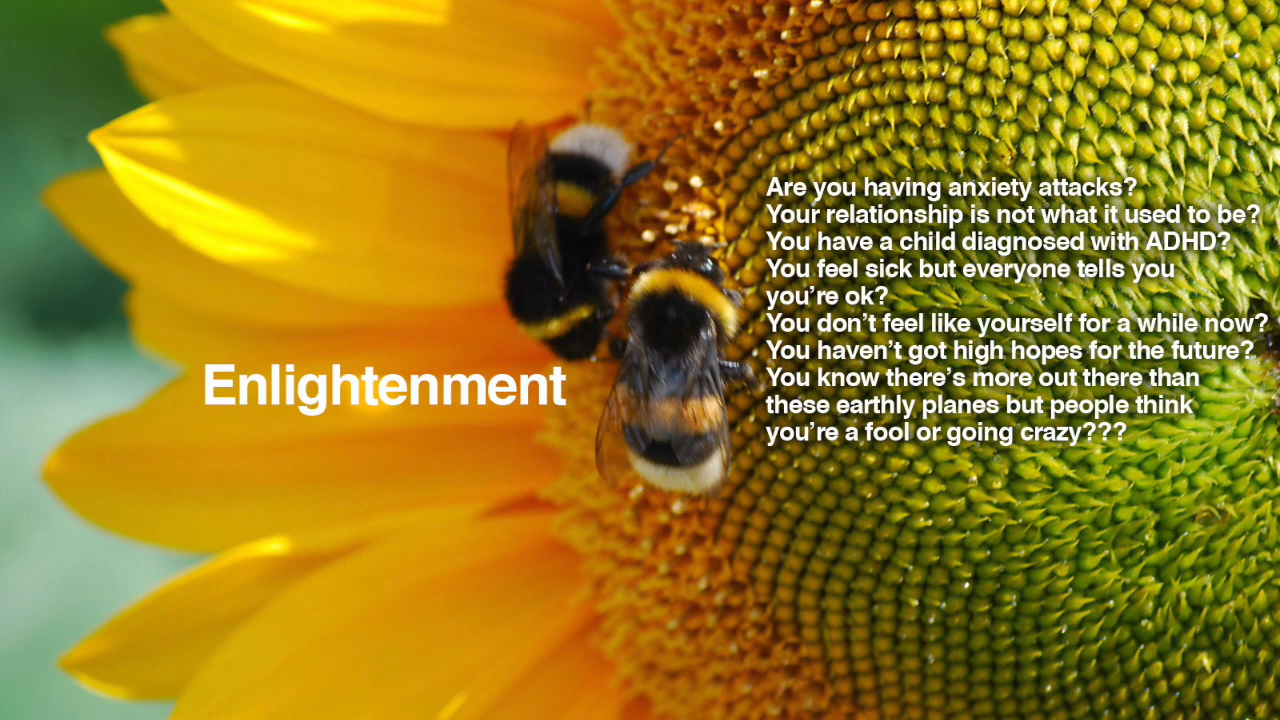 Enlightenment
Are you having anxiety attacks?
Your relationship is not what it used to be?
You have a child diagnosed with ADHD?
You feel sick but everyone tells you
you’re ok?
You don’t feel like yourself for a while now?
You haven’t got high hopes for the future?
You know there’s more out there than
these earthly planes but people think
you’re a fool or going crazy???